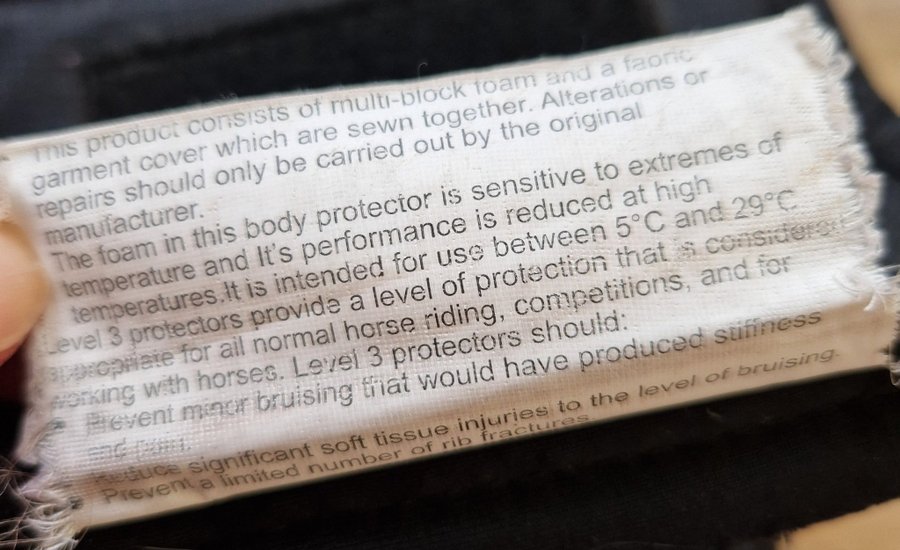 This product consists of multi-block foam and a fabric
garment cover which are sewn together. Alterations or
repairs should only be carried out by the original
manufacturer.
The foam in this body protector is sensitive to extremes of
temperature and It's performance is reduced at high
temperatures.It is intended for use between 5°C and 29°C
Level 3 protectors provide a level of protection that is considered
appropriate for all normal horse riding, competitions, and for
working with horses. Level 3 protectors should:
• Prevent minor bruising that would have produced stiffness
and pain.
• Reduce significant soft tissue injuries to the level of bruising.
• Prevent a limited number of rib fractures